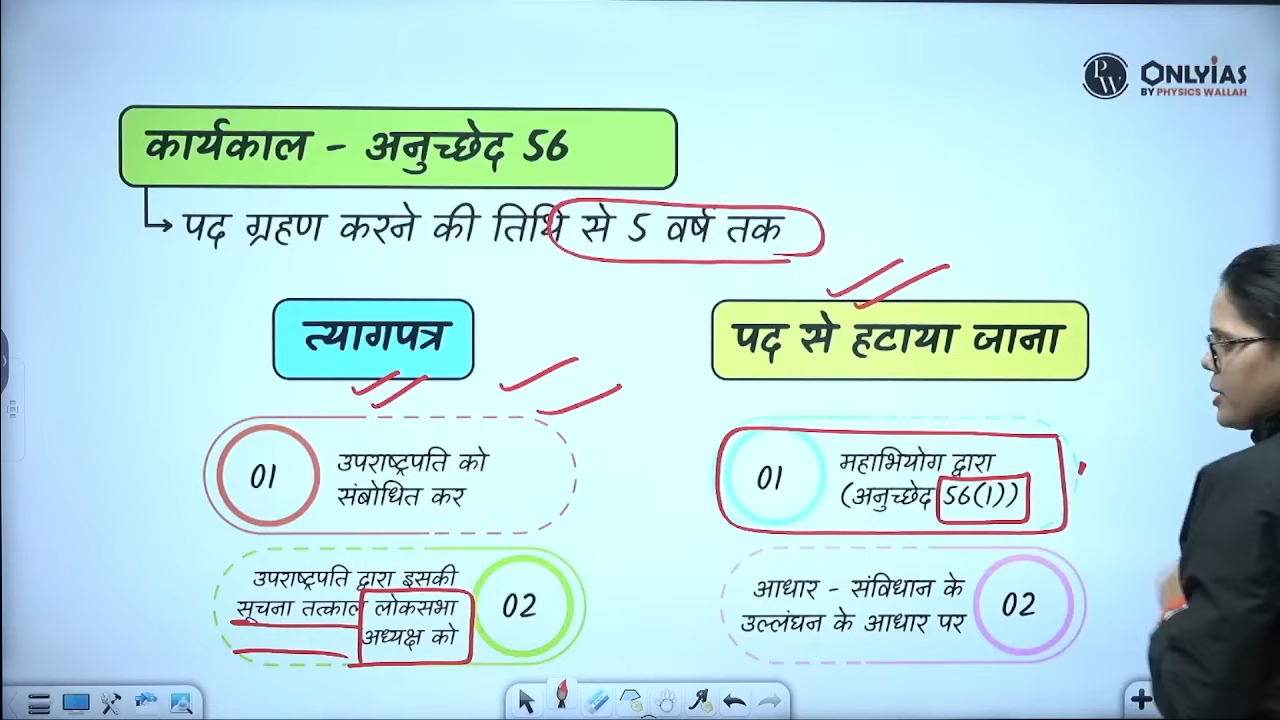 PW
ONLYIAS
BY PHYSICS WALLAH
कार्यकाल - अनुच्छेद 56
पद ग्रहण करने की तिथि से 5 वर्ष तक
त्यागपत्र
01
उपराष्ट्रपति को
संबोधित कर
उपराष्ट्रपति द्वारा इसकी
सूचना तत्काल लोकसभा
अध्यक्ष को
02
पद से हटाया जाना
01
महाभियोग द्वारा
(अनुच्छेद 56(1))
आधार - संविधान के
उल्लंघन के आधार पर
02